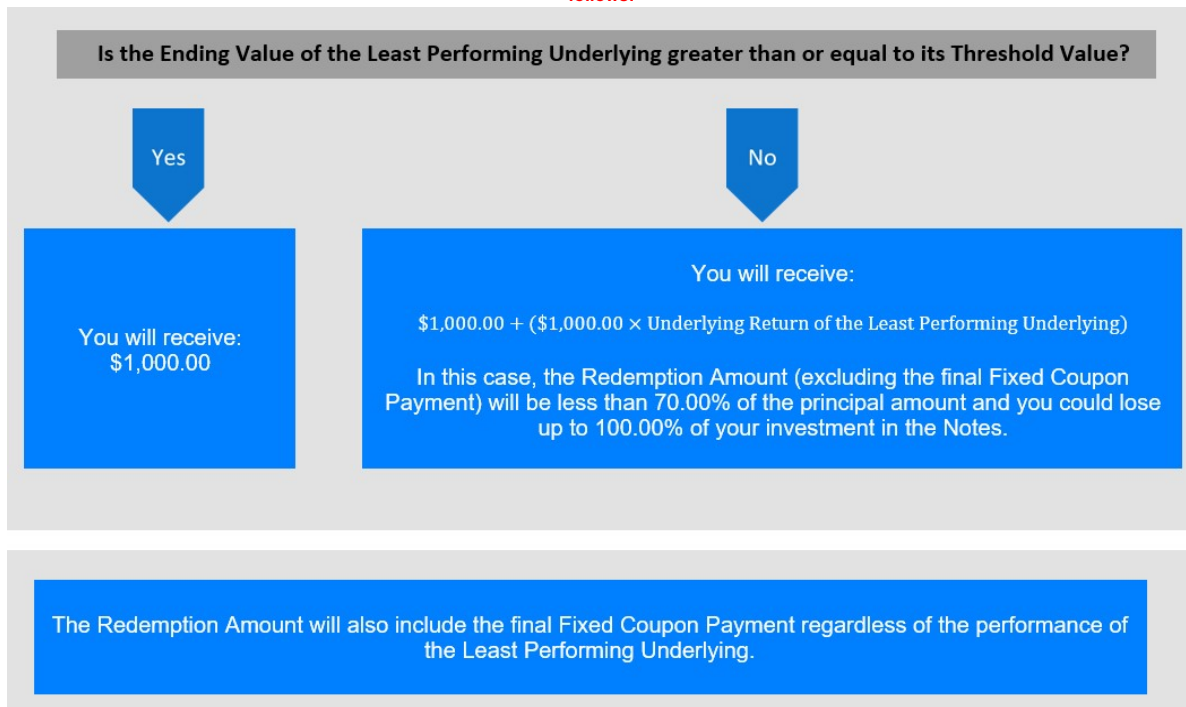 Is the Ending Value of the Least Performing Underlying greater than or equal to its Threshold Value?
Yes
No
You will receive:
$1,000.00
You will receive:
$1,000.00 + ($1,000.00 × Underlying Return of the Least Performing Underlying)
In this case, the Redemption Amount (excluding the final Fixed Coupon
Payment) will be less than 70.00% of the principal amount and you could lose
up to 100.00% of your investment in the Notes.
The Redemption Amount will also include the final Fixed Coupon Payment regardless of the performance of
the Least Performing Underlying.